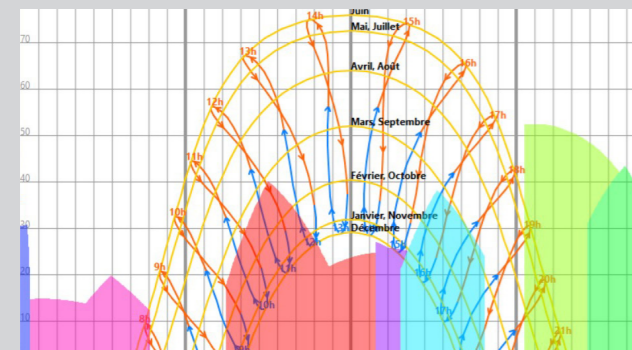 Juin
14h
15h
Mai, Juillet
70
13h
Avril, Août
16h
60
12h
17h
Mars, Septembre
50
11h
18h
40
Février, Octobre
10h
Janvier, Novembre
30
Décembre
19h
12h
13h
15h
9h
11h
16h
20
20h
10h
17h
8h
10
21h